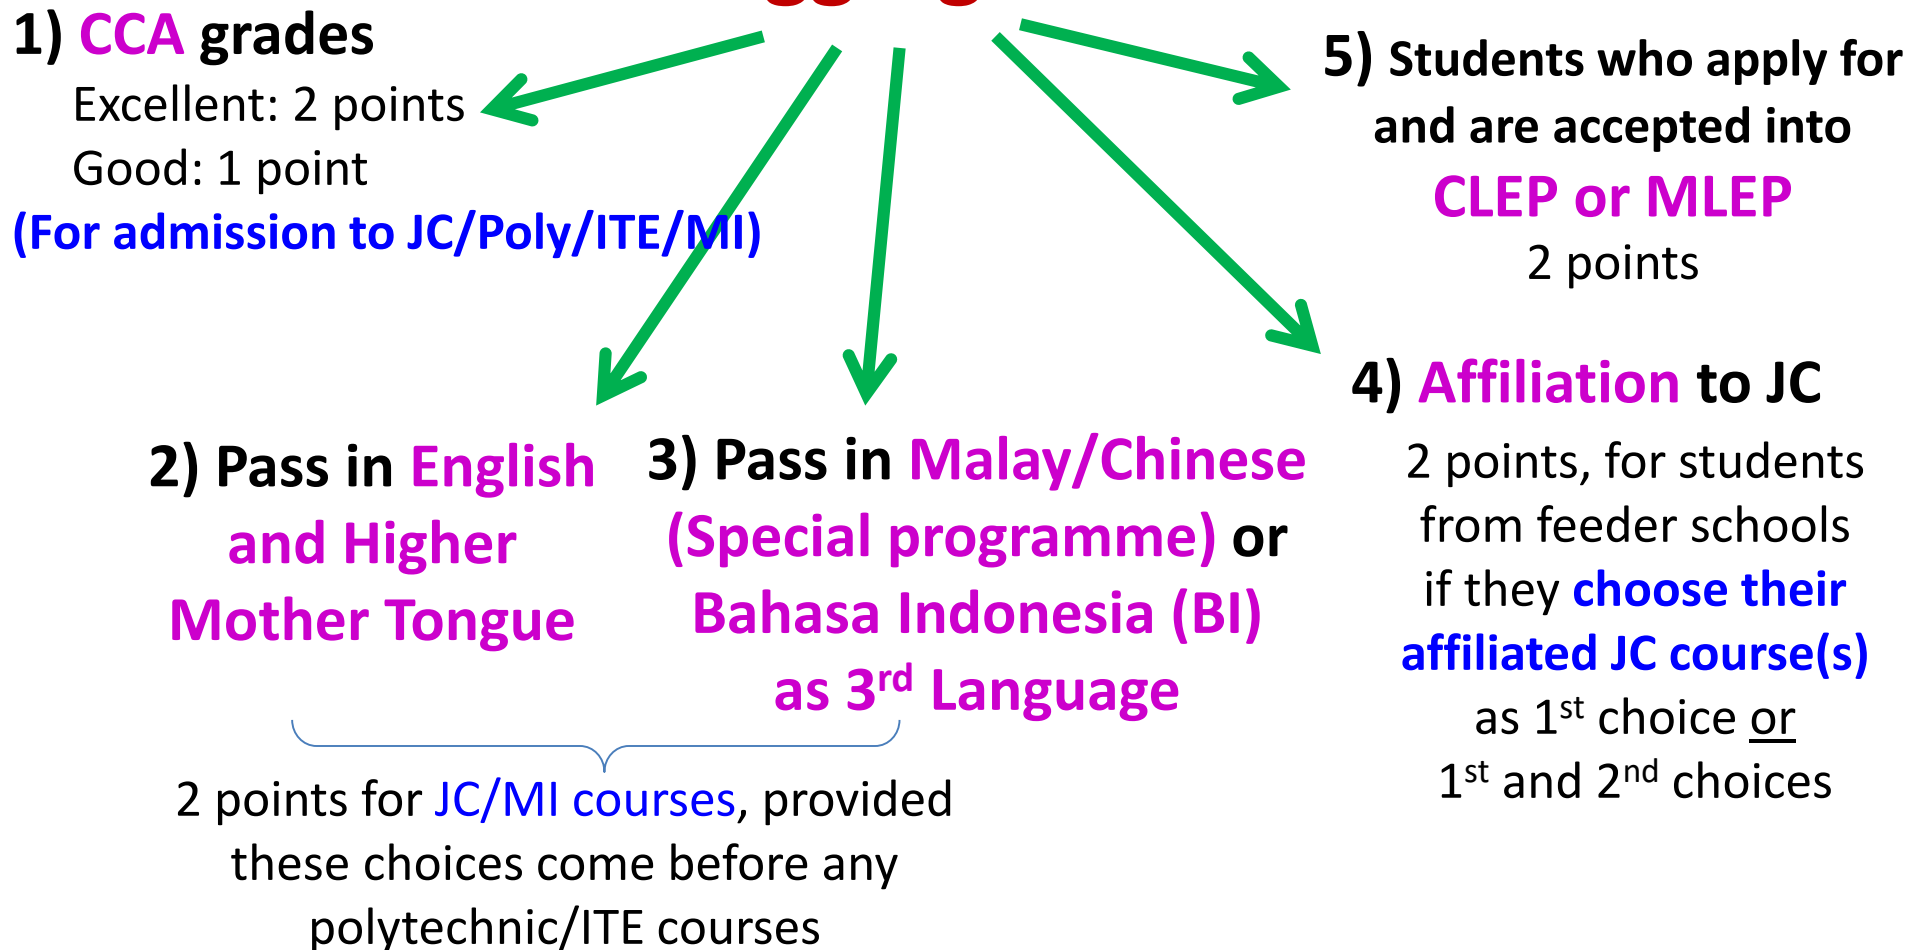 1) CCA grades
Excellent: 2 points
Good: 1 point
(For admission to JC/Poly/ITE/MI)
2) Pass in English
and Higher
Mother Tongue
3) Pass in Malay/Chinese
(Special programme) or
Bahasa Indonesia (BI)
as 3rd Language
2 points for JC/MI courses, provided
these choices come before any
polytechnic/ITE courses
4) Affiliation to JC
2 points, for students
from feeder schools
if they choose their
affiliated JC course(s)
as 1st choice or
1st and 2nd choices
5) Students who apply for
and are accepted into
CLEP or MLEP
2 points